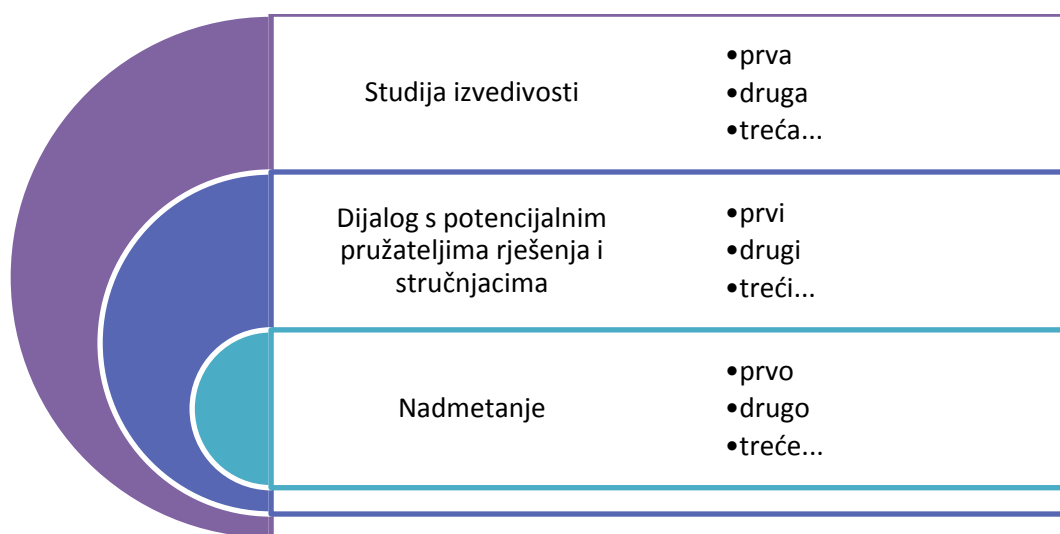 Studija izvedivosti
•prva
•druga
•treća...
Dijalog s potencijalnim
pružateljima rješenja i
stručnjacima
•prvi
•drugi
•treći...
Nadmetanje
•prvo
•drugo
•treće...